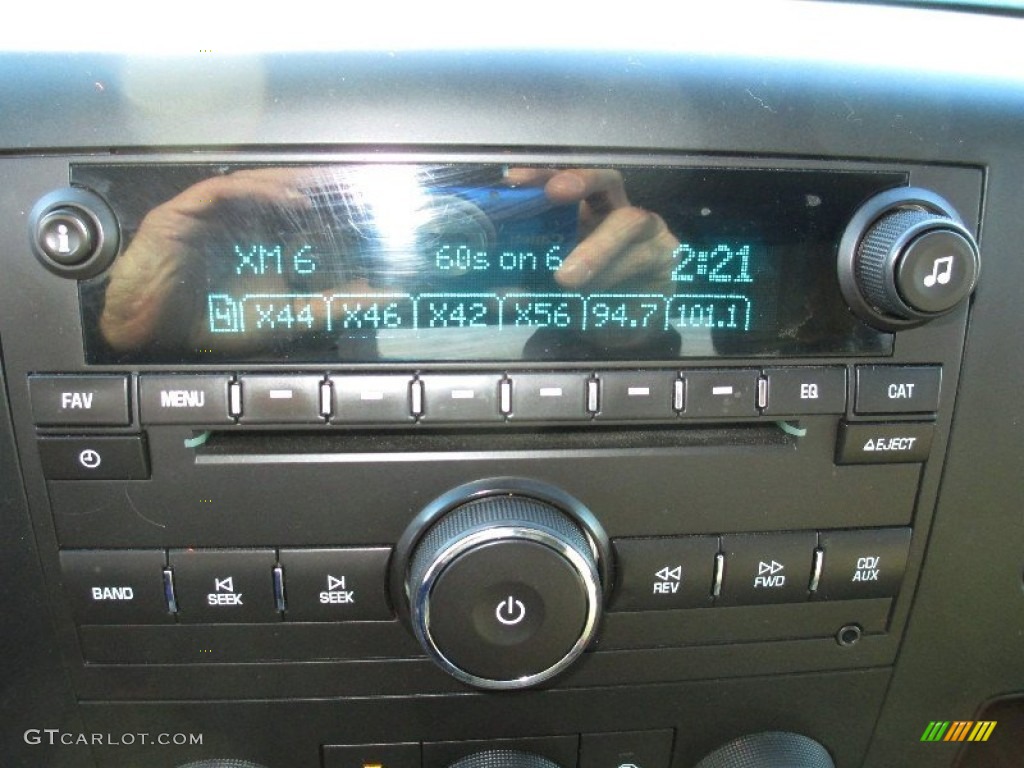 XM 6 60s on 6 2:21
4 X44 X46 X42 X56 94.7 101.1
FAV MENU EQ CAT
EJECT
BAND SEEK SEEK REV FWD CD/
AUX
GTCARLOT.COM